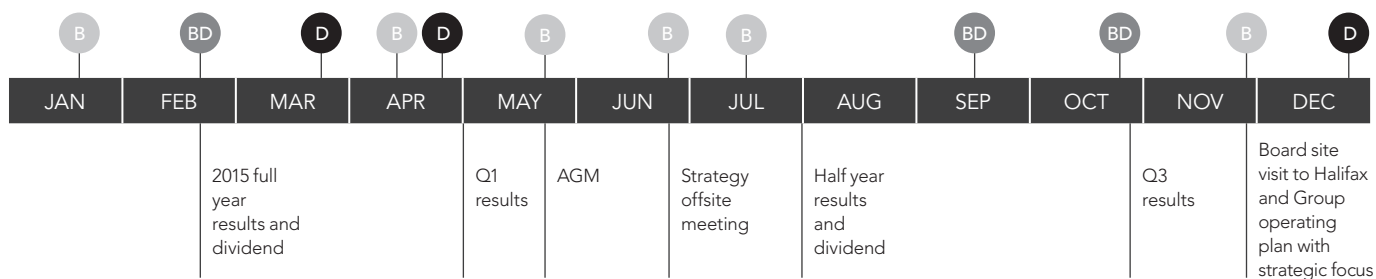 B BD D B D B B B BD BD B D
JAN FEB MAR APR MAY JUN JUL AUG SEP OCT NOV DEC
2015 full
year
results and
dividend
Q1
results
AGM
Strategy
offsite
meeting
Half year
results
and
dividend
Q3
results
Board site
visit to Halifax
and Group
operating
plan with
strategic focus